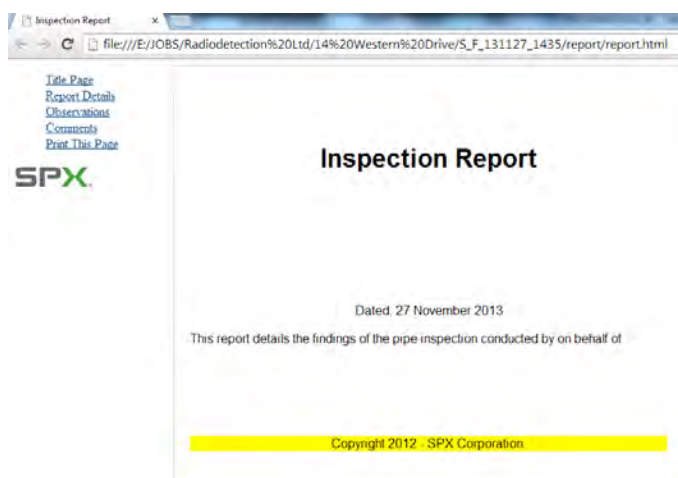 Inspection Report
file:///E:/JOBS/Radiodetection%20Ltd/14%20Western%20Drive/S_F_131127_1435/report/report.html
Title Page
Report Details
Observations
Comments
Print This Page
SPX
Inspection Report
Dated. 27 November 2013
This report details the findings of the pipe inspection conducted by on behalf of
Copyright 2012 - SPX Corporation.